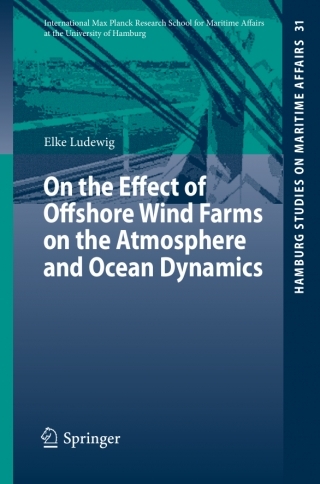 International Max Planck Research School for Maritime Affairs
at the University of Hamburg
Elke Ludewig
On the Effect of
Offshore Wind Farms
on the Atmosphere
and Ocean Dynamics
Springer
HAMBURG STUDIES ON MARITIME AFFAIRS 31